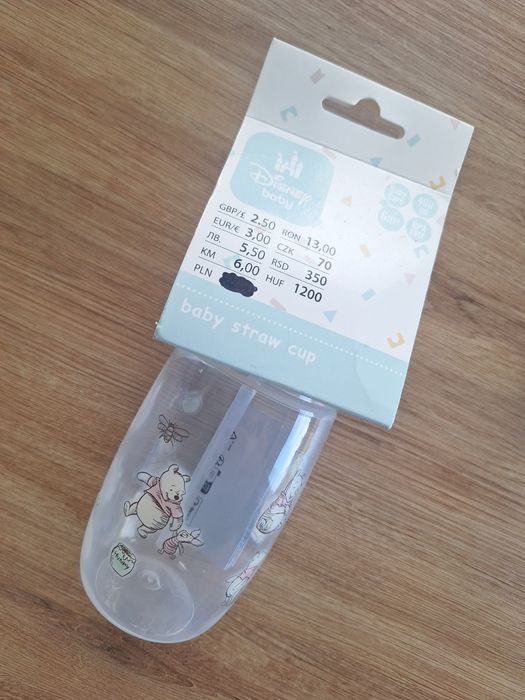 Disney
baby
GBP/£ 2,50 RON 13,00
EUR/€ 3,00 CZK 70
ЛВ. 5,50 RSD 350
KM 6,00 HUF 1200
PLN
baby straw cup
Hunny